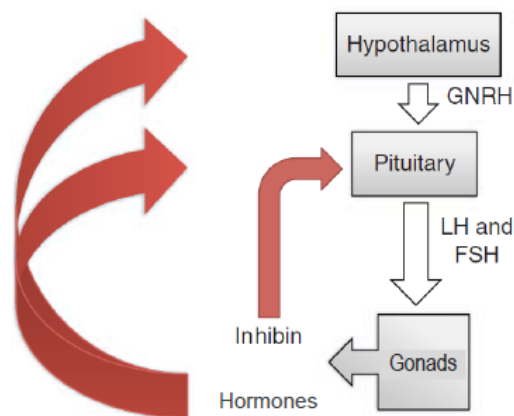 Hypothalamus
GNRH
Pituitary
LH and
FSH
Inhibin
Gonads
Hormones